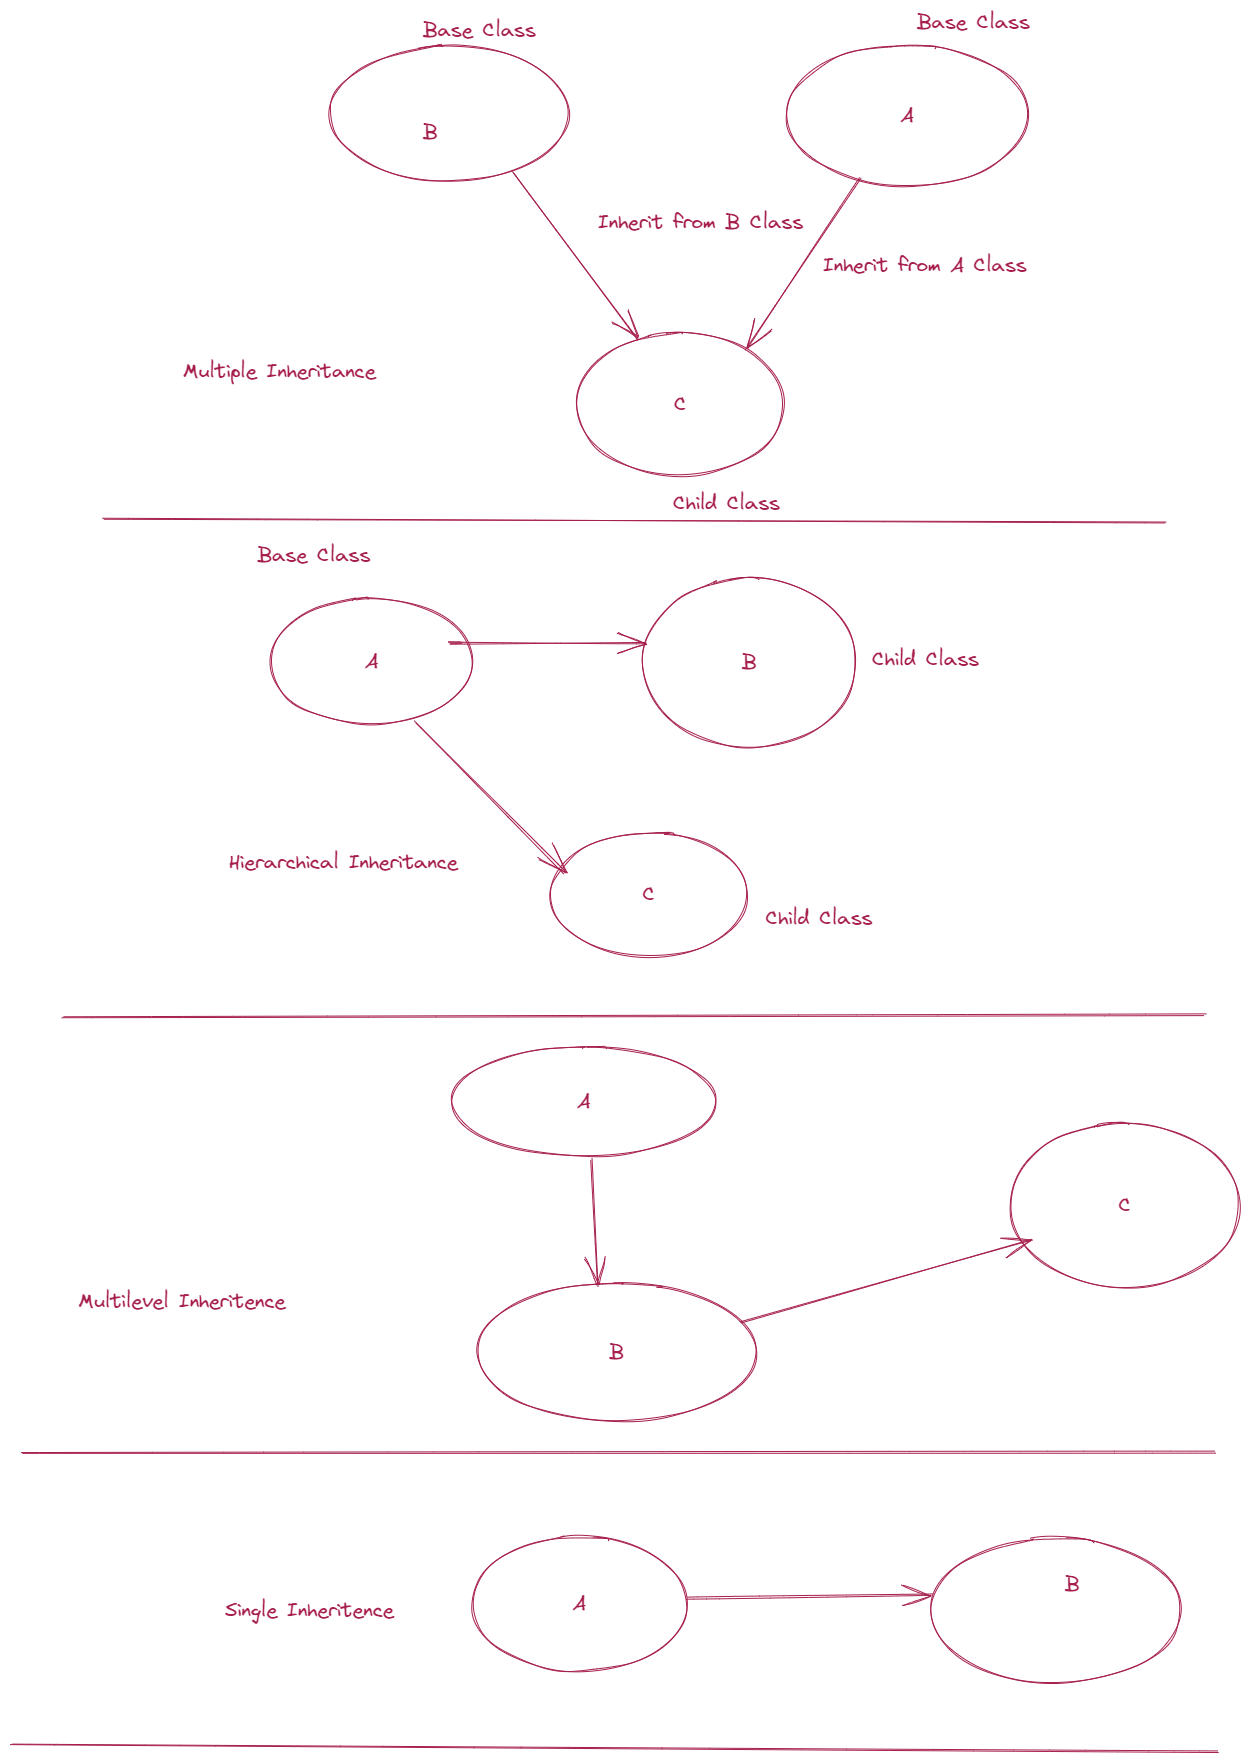 Base Class
Base Class
B
A
Inherit from B Class
Inherit from A Class
Multiple Inheritance
C
Child Class
Base Class
A
B
Child Class
Hierarchical Inheritance
C
Child Class
A
C
Multilevel Inheritence
B
Single Inheritence
A
B